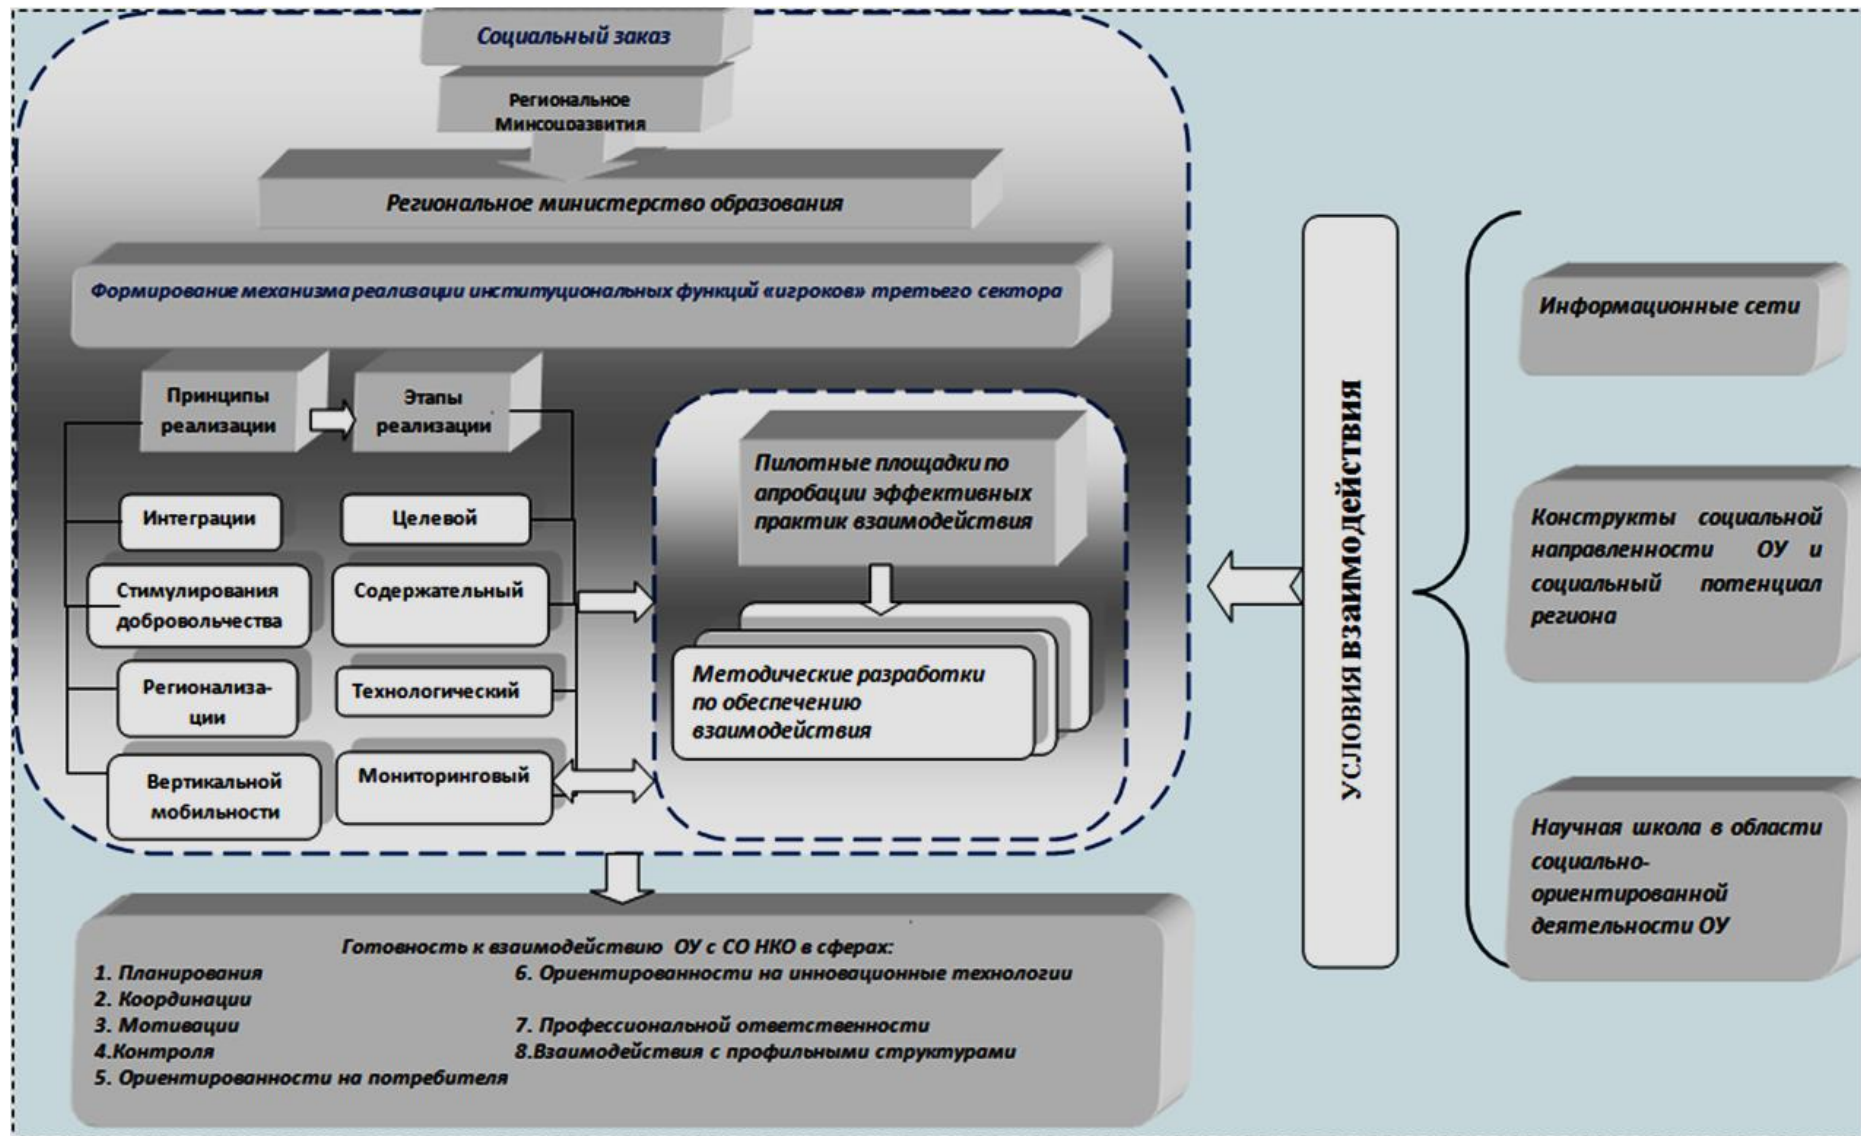 Социальный заказ
Региональное
Минсоцразвития
Региональное министерство образования
Формирование механизма реализации институциональных функций «игроков» третьего сектора
Принципы
реализации
Этапы
реализации
Интеграции
Стимулирования
добровольчества
Регионализа-
ции
Вертикальной
мобильности
Целевой
Содержательный
Технологический
Мониторинговый
Пилотные площадки по
апробации эффективных
практик взаимодействия
Методические разработки
по обеспечению
взаимодействия
УСЛОВИЯ взаимодействия
Информационные сети
Конструкты социальной
направленности ОУ и
социальный потенциал
региона
Научная школа в области
социально-
ориентированной
деятельности ОУ
Готовность к взаимодействию ОУ с СО НКО в сферах:
1. Планирования
2. Координации
3. Мотивации
4.Контроля
5. Ориентированности на потребителя
6. Ориентированности на инновационные технологии
7. Профессиональной ответственности
8.Взаимодействия с профильными структурами